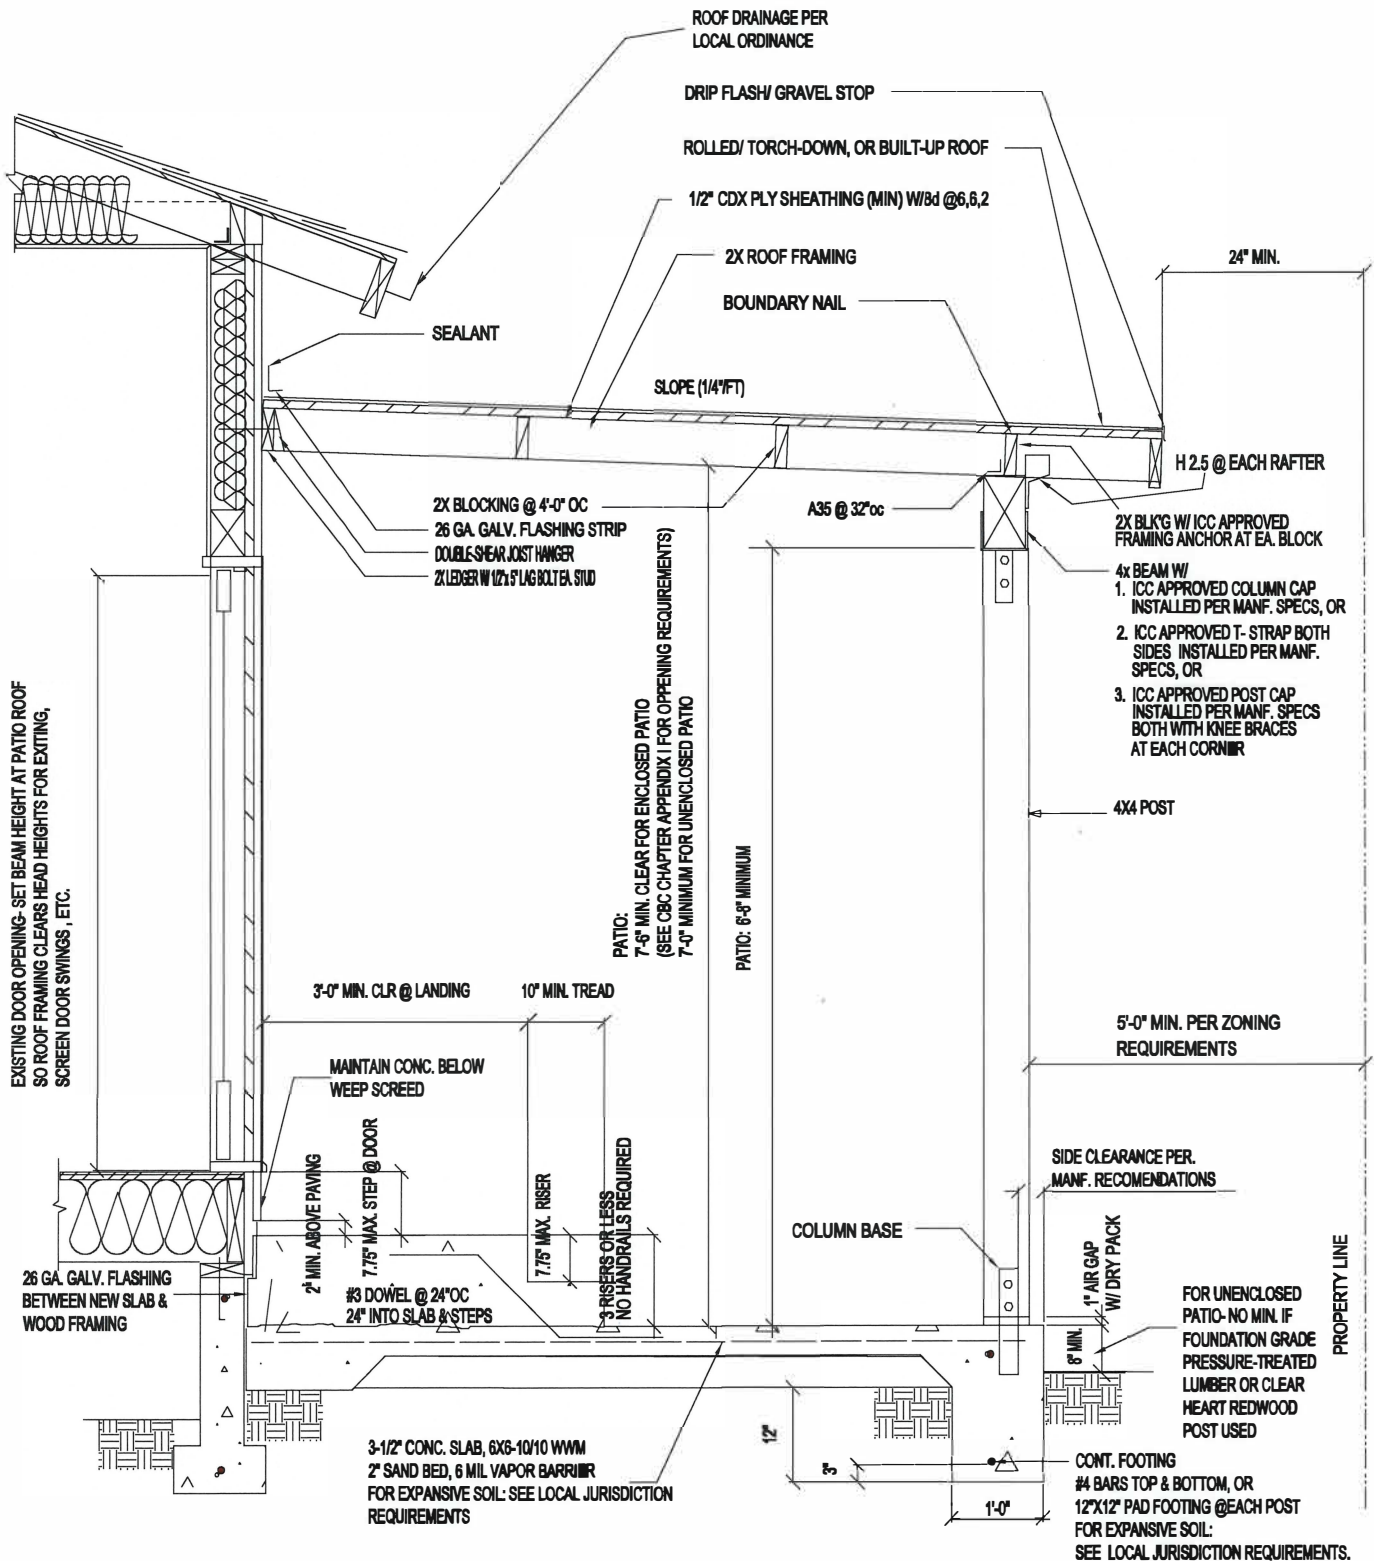 ROOF DRAINAGE PER
LOCAL ORDINANCE
DRIP FLASH/ GRAVEL STOP
ROLLED/ TORCH-DOWN, OR BUILT-UP ROOF
1/2" CDX PLY SHEATHING (MIN) W/8d @6,6,2
2X ROOF FRAMING
24" MIN.
BOUNDARY NAIL
SEALANT
SLOPE (1/4"/FT)
H 2.5 @ EACH RAFTER
2X BLOCKING @ 4'-0" OC
26 GA. GALV. FLASHING STRIP
DOUBLE-SHEAR JOIST HANGER
2X LEDGER W/ 1/2"x 5" LAG BOLT EA. STUD
A35 @ 32"oc
2X BLK'G W/ ICC APPROVED
FRAMING ANCHOR AT EA. BLOCK
4x BEAM W/
1. ICC APPROVED COLUMN CAP
INSTALLED PER MANF. SPECS, OR
2. ICC APPROVED T- STRAP BOTH
SIDES INSTALLED PER MANF.
SPECS, OR
3. ICC APPROVED POST CAP
INSTALLED PER MANF. SPECS
BOTH WITH KNEE BRACES
AT EACH CORNER
4X4 POST
EXISTING DOOR OPENING- SET BEAM HEIGHT AT PATIO ROOF
SO ROOF FRAMING CLEARS HEAD HEIGHTS FOR EXITING,
SCREEN DOOR SWINGS , ETC.
PATIO:
7'-6" MIN. CLEAR FOR ENCLOSED PATIO
(SEE CBC CHAPTER APPENDIX I FOR OPPENING REQUIREMENTS)
7'-0" MINIMUM FOR UNENCLOSED PATIO
PATIO: 6'-8" MINIMUM
3'-0" MIN. CLR @ LANDING
10" MIN. TREAD
5'-0" MIN. PER ZONING
REQUIREMENTS
MAINTAIN CONC. BELOW
WEEP SCREED
2" MIN. ABOVE PAVING
7.75" MAX. STEP @ DOOR
7.75" MAX. RISER
3 RISERS OR LESS
NO HANDRAILS REQUIRED
SIDE CLEARANCE PER.
MANF. RECOMENDATIONS
COLUMN BASE
1" AIR GAP
W/ DRY PACK
8" MIN.
PROPERTY LINE
26 GA. GALV. FLASHING
BETWEEN NEW SLAB &
WOOD FRAMING
#3 DOWEL @ 24"OC
24" INTO SLAB & STEPS
FOR UNENCLOSED
PATIO- NO MIN. IF
FOUNDATION GRADE
PRESSURE-TREATED
LUMBER OR CLEAR
HEART REDWOOD
POST USED
3-1/2" CONC. SLAB, 6X6-10/10 WWM
2" SAND BED, 6 MIL VAPOR BARRIER
FOR EXPANSIVE SOIL: SEE LOCAL JURISDICTION
REQUIREMENTS
12"
3"
1'-0"
CONT. FOOTING
#4 BARS TOP & BOTTOM, OR
12"X12" PAD FOOTING @EACH POST
FOR EXPANSIVE SOIL:
SEE LOCAL JURISDICTION REQUIREMENTS.